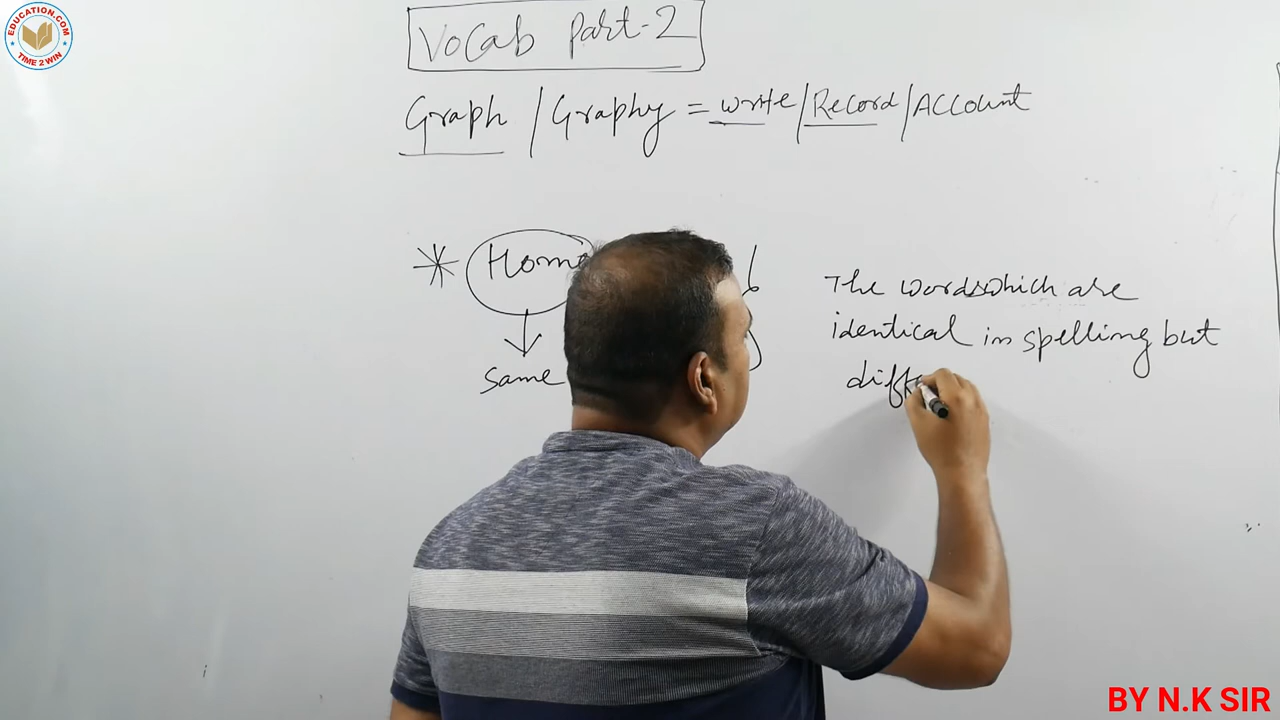 EDUCATION.COM
TIME 2 WIN
Vocab Part-2
Graph / Graphy = write / Record / Account
* Homo
same
The words which are
identical in spelling but
diff
BY N.K SIR